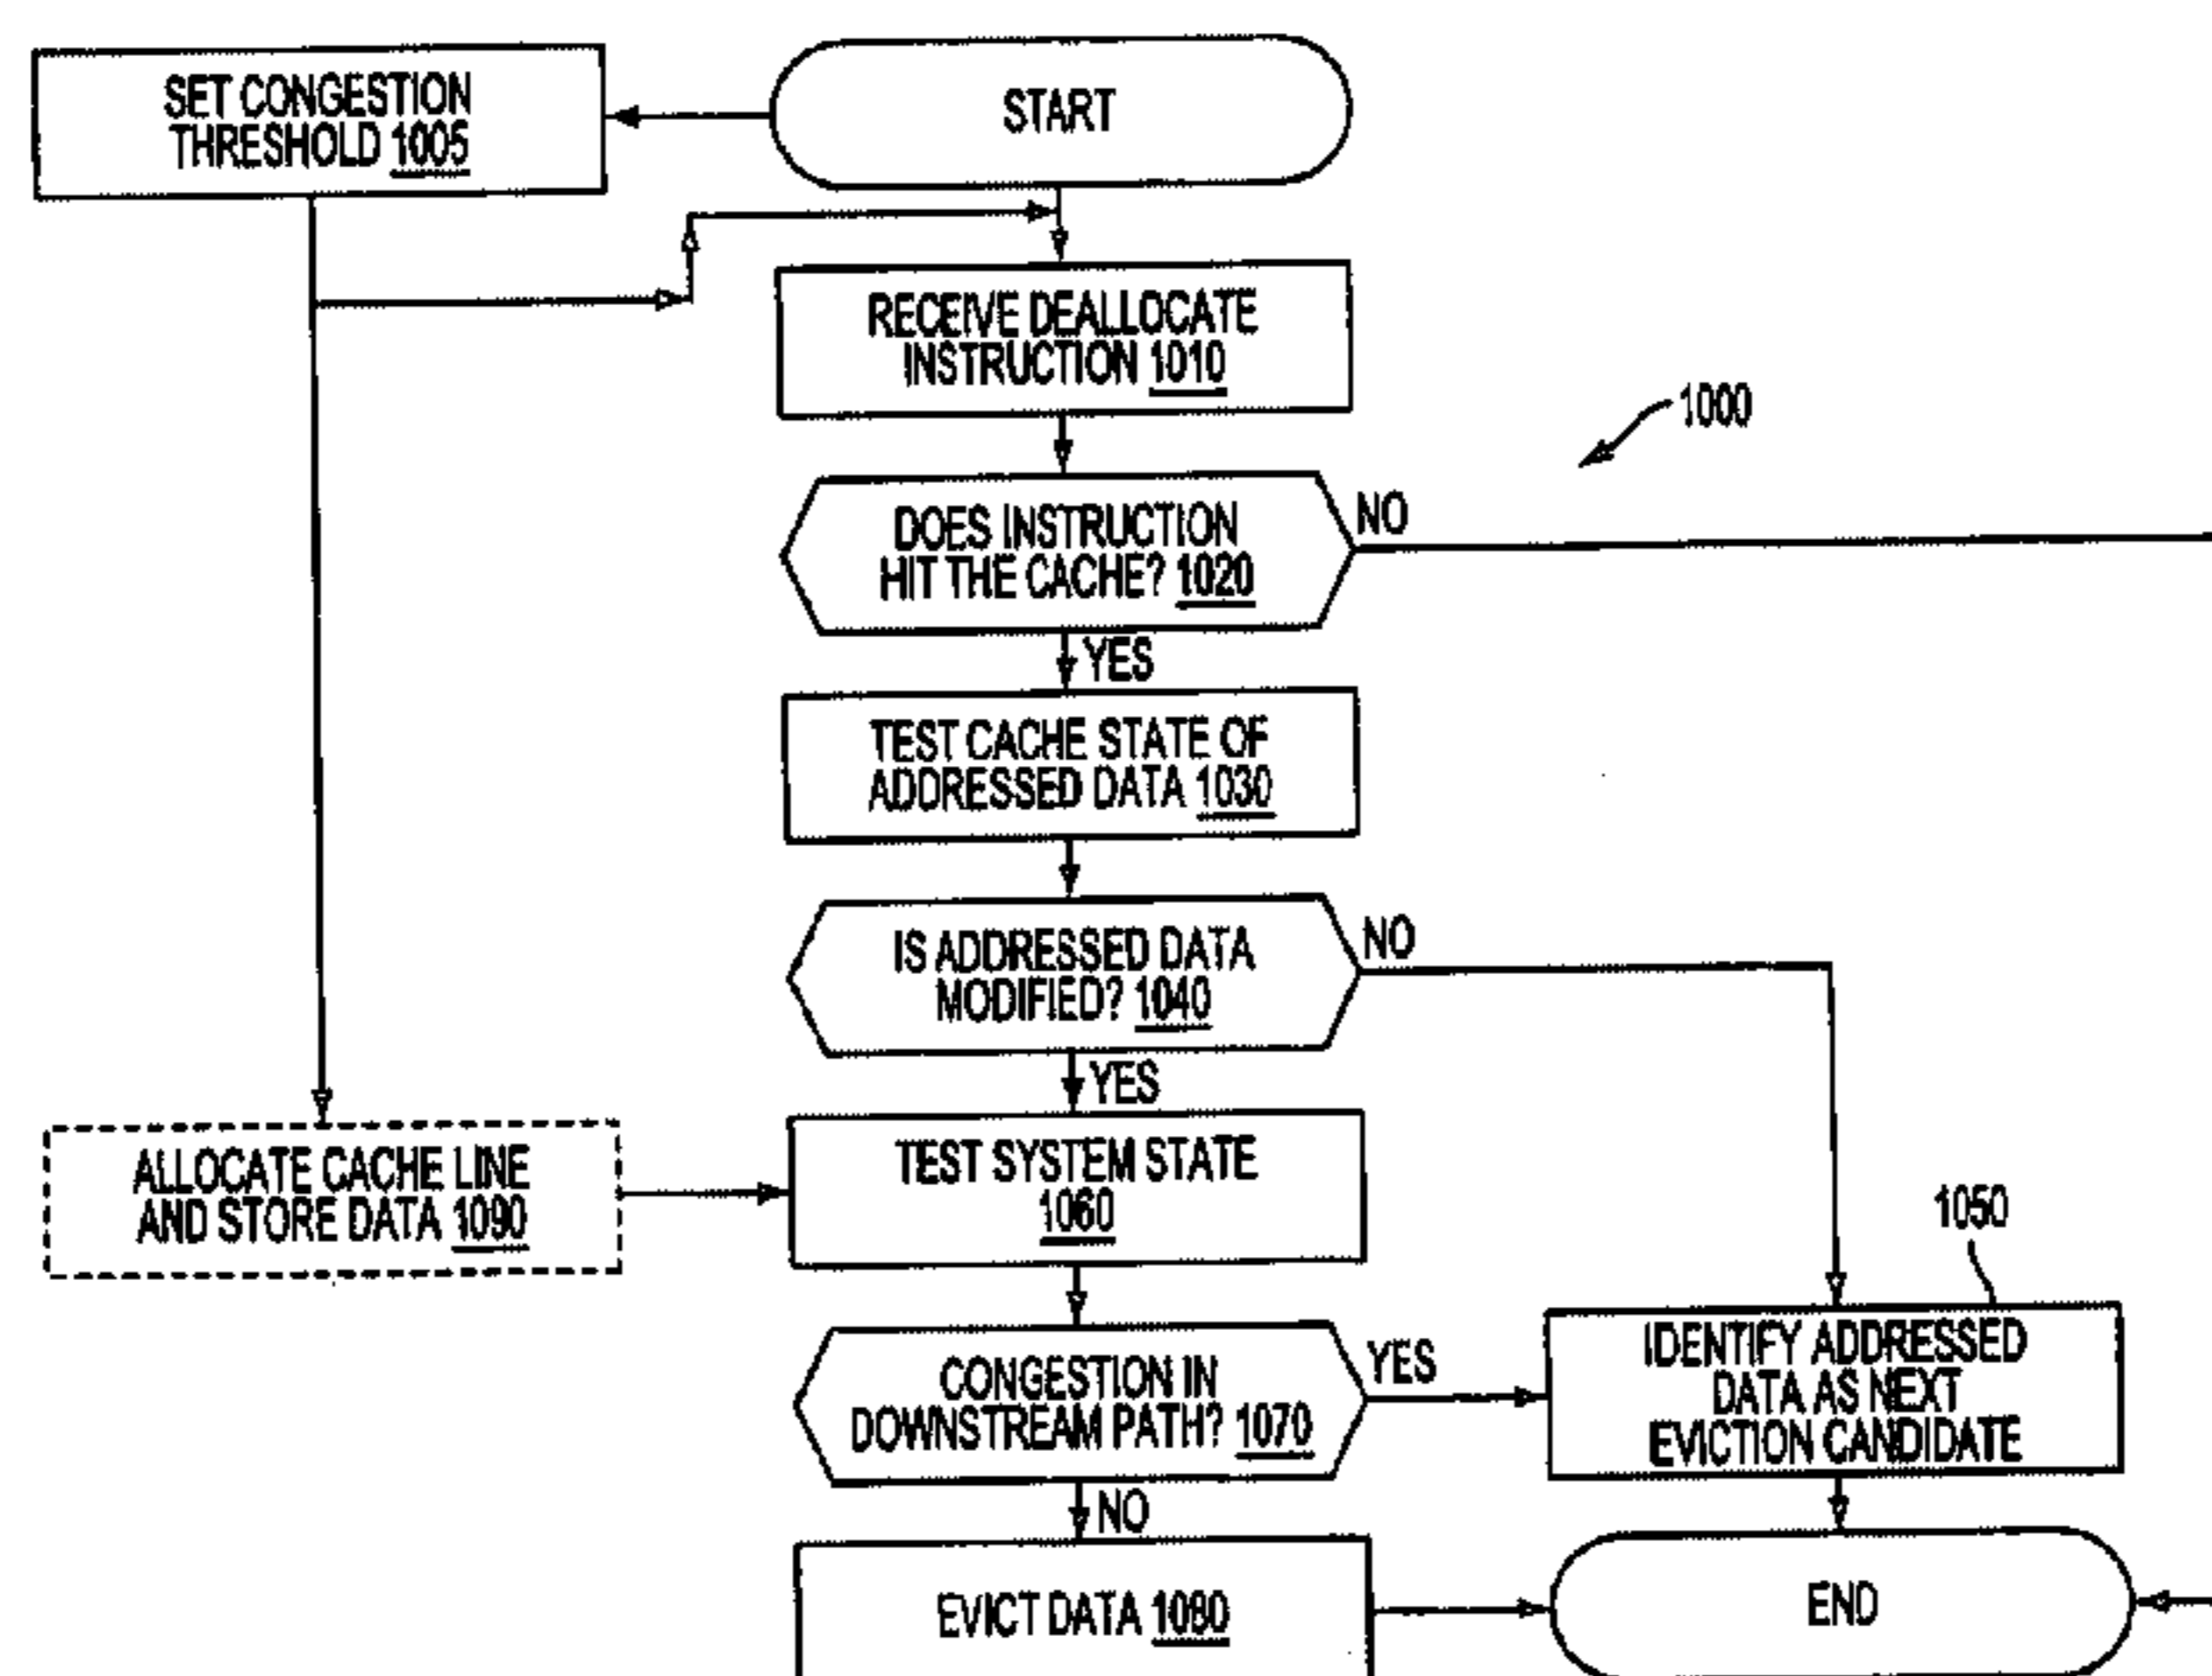 SET CONGESTION
THRESHOLD 1005
START
RECEIVE DEALLOCATE
INSTRUCTION 1010
1000
DOES INSTRUCTION
HIT THE CACHE? 1020
NO
YES
TEST CACHE STATE OF
ADDRESSED DATA 1030
IS ADDRESSED DATA
MODIFIED? 1040
NO
YES
ALLOCATE CACHE LINE
AND STORE DATA 1090
TEST SYSTEM STATE
1060
1050
CONGESTION IN
DOWNSTREAM PATH? 1070
YES
NO
IDENTIFY ADDRESSED
DATA AS NEXT
EVICTION CANDIDATE
EVICT DATA 1080
END